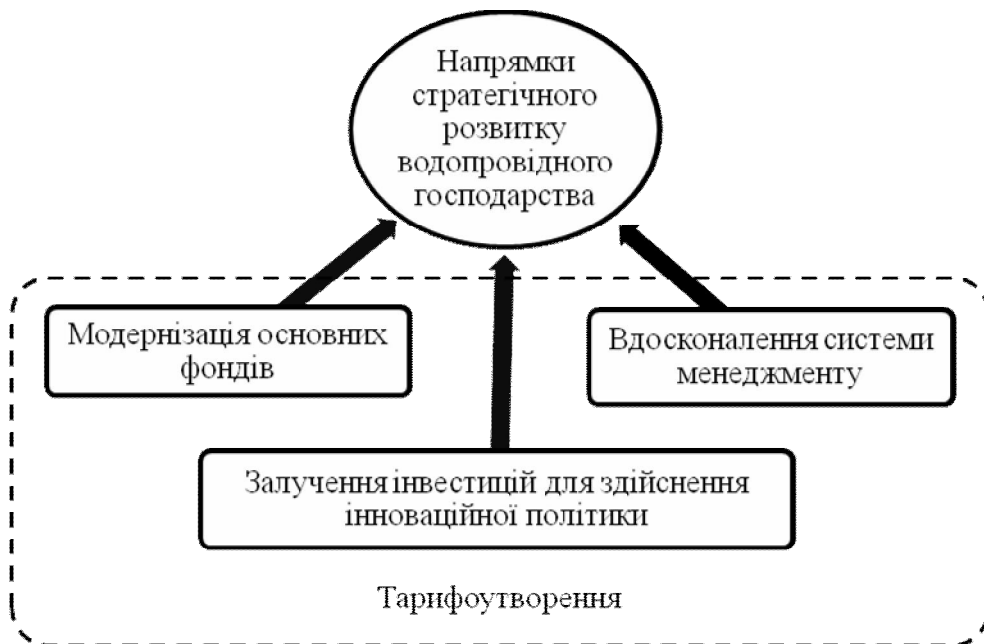 Напрямки
стратегічного
розвитку
водопровідного
господарства
Модернізація основних
фондів
Вдосконалення системи
менеджменту
Залучення інвестицій для здійснення
інноваційної політики
Тарифоутворення